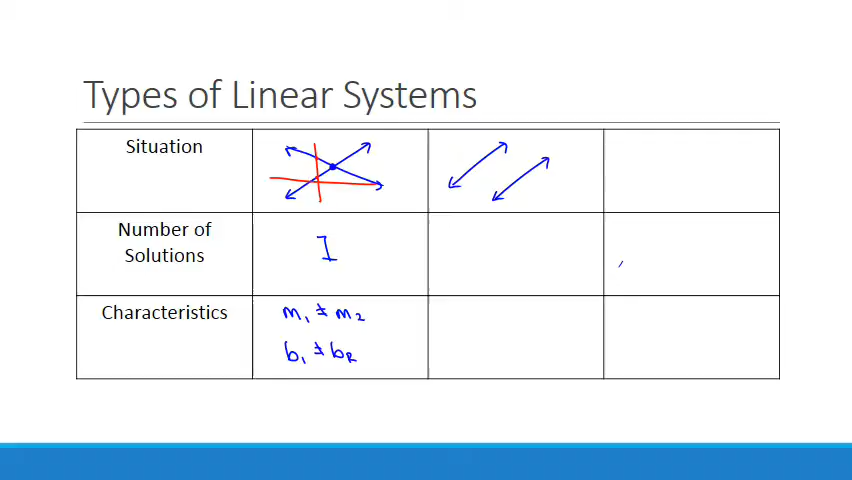 Types of Linear Systems
Situation
Number of
Solutions
1
Characteristics
m₁ ≠ m₂
b₁ ≠ b₂